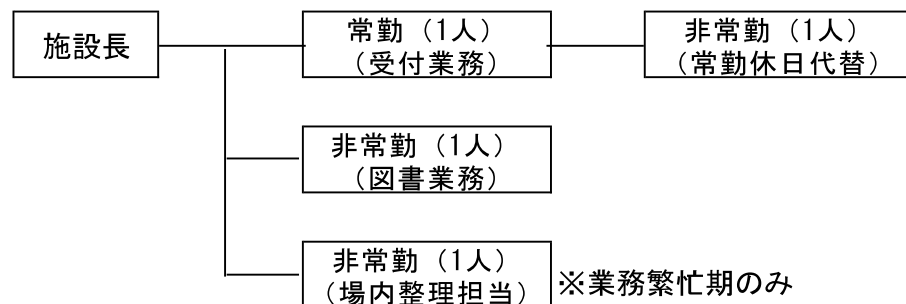 施設長
常勤（1人）
（受付業務）
非常勤（1人）
（常勤休日代替）
非常勤（1人）
（図書業務）
非常勤（1人）
（場内整理担当）
※業務繁忙期のみ